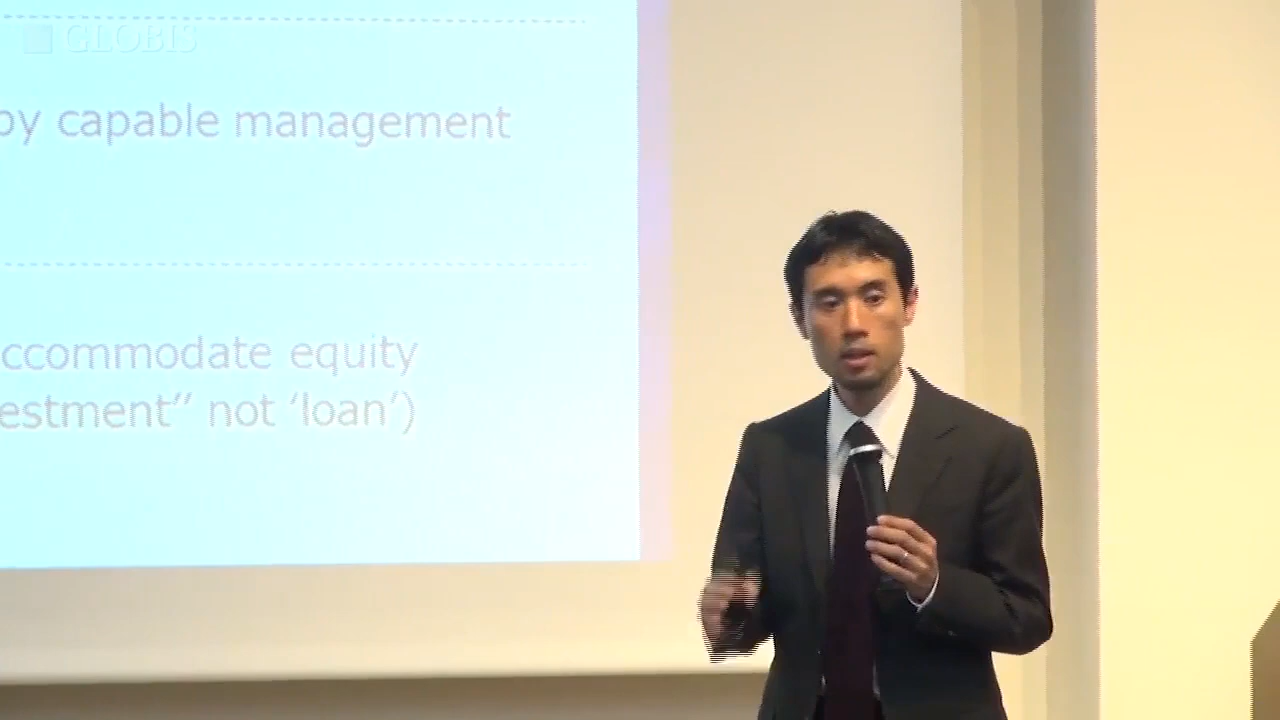 GLOBIS
by capable management
ccommodate equity
estment” not ‘loan’)